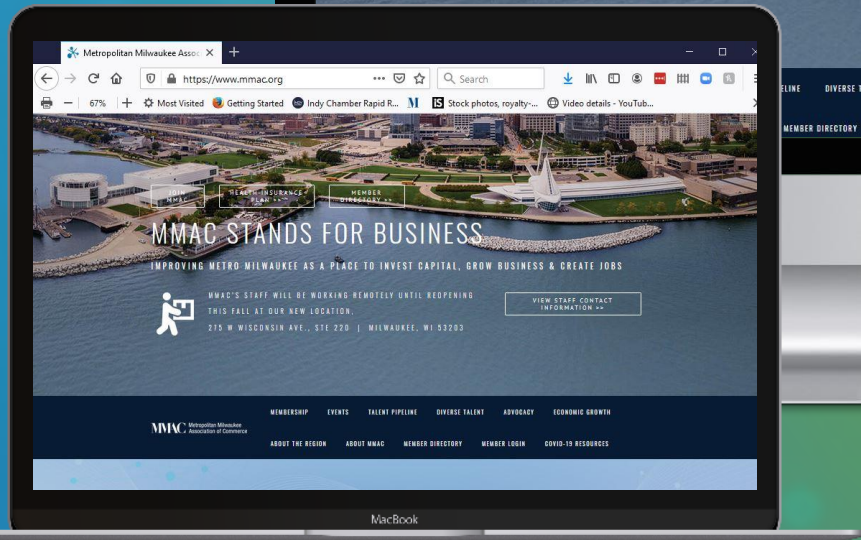 Metropolitan Milwaukee Assoc
https://www.mmac.org
Search
67%
Most Visited
Getting Started
Indy Chamber Rapid R...
M
IS Stock photos, royalty-...
Video details - YouTub...
JOIN
MMAC
HEALTH INSURANCE
PLAN >>
MEMBER
DIRECTORY >>
MMAC STANDS FOR BUSINESS
IMPROVING METRO MILWAUKEE AS A PLACE TO INVEST CAPITAL, GROW BUSINESS & CREATE JOBS
MMAC'S STAFF WILL BE WORKING REMOTELY UNTIL REOPENING
THIS FALL AT OUR NEW LOCATION,
275 W WISCONSIN AVE., STE 220 | MILWAUKEE, WI 53203
VIEW STAFF CONTACT
INFORMATION >>
MMAC Metropolitan Milwaukee
Association of Commerce
MEMBERSHIP EVENTS TALENT PIPELINE DIVERSE TALENT ADVOCACY ECONOMIC GROWTH
ABOUT THE REGION ABOUT MMAC MEMBER DIRECTORY MEMBER LOGIN COVID-19 RESOURCES
MacBook
ELINE DIVERSE T
MEMBER DIRECTORY